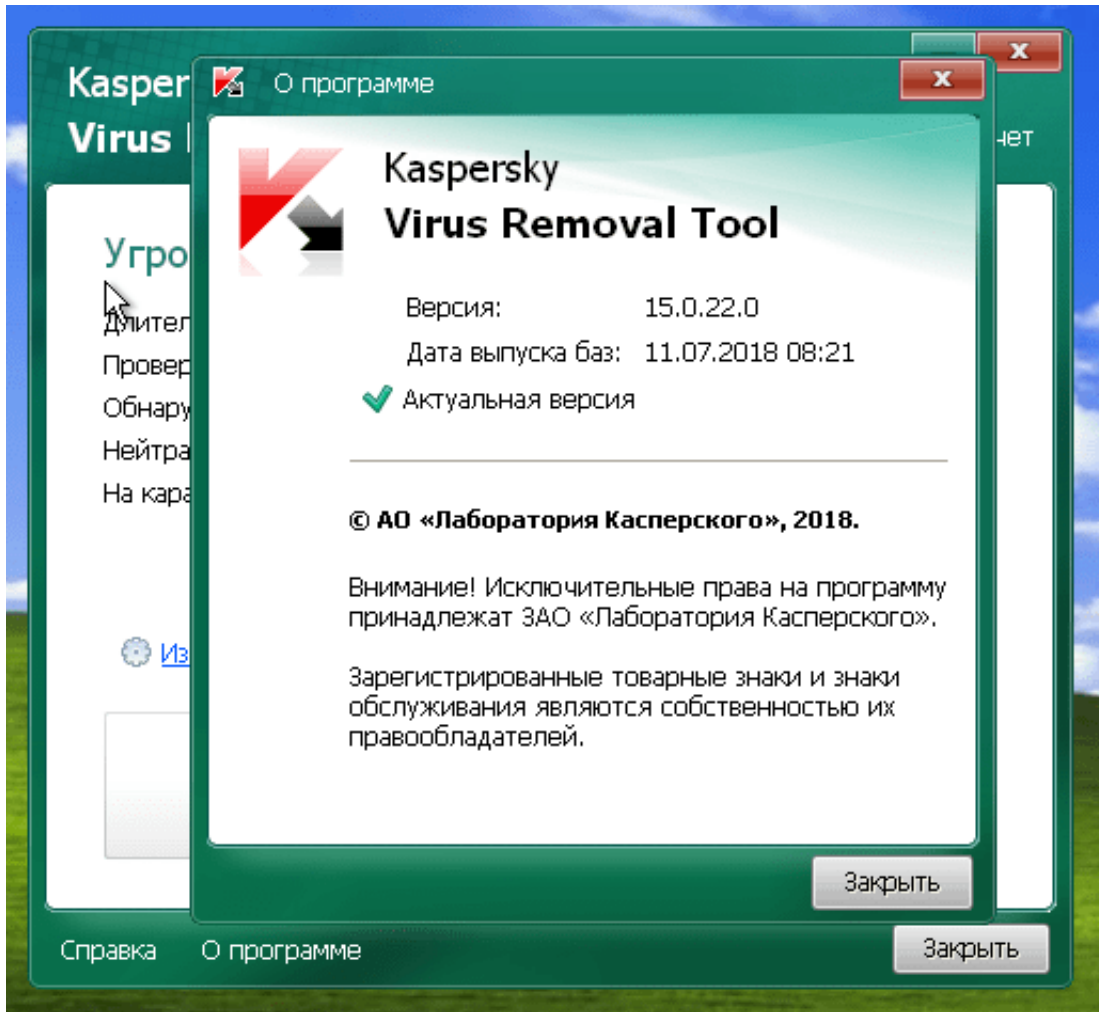 О программе
Kaspersky
Virus Removal Tool
Версия: 15.0.22.0
Дата выпуска баз: 11.07.2018 08:21
Актуальная версия
© АО «Лаборатория Касперского», 2018.
Внимание! Исключительные права на программу
принадлежат ЗАО «Лаборатория Касперского».
Зарегистрированные товарные знаки и знаки
обслуживания являются собственностью их
правообладателей.
Закрыть
Kasper
Virus
чет
Угро
Длител
Провер
Обнару
Нейтра
На кара
Из
Справка
О программе
Закрыть